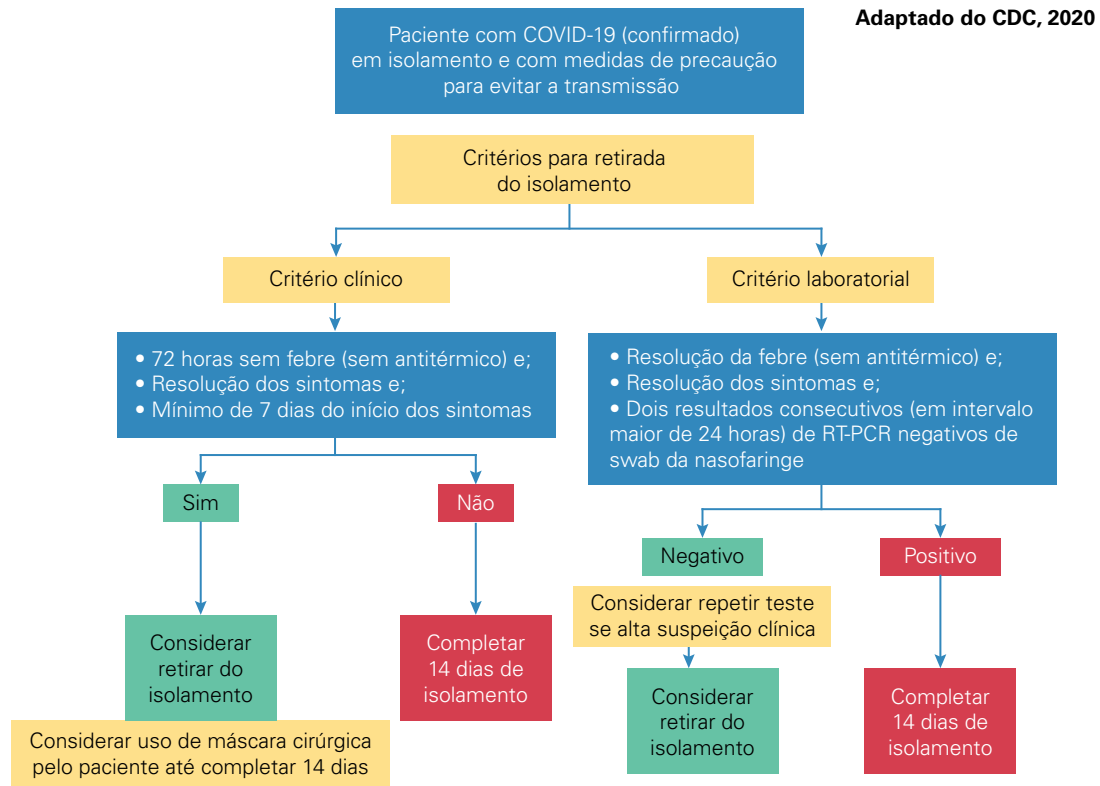 Adaptado do CDC, 2020
Paciente com COVID-19 (confirmado)
em isolamento e com medidas de precaução
para evitar a transmissão
Critérios para retirada
do isolamento
Critério clínico
• 72 horas sem febre (sem antitérmico) e;
• Resolução dos sintomas e;
• Mínimo de 7 dias do início dos sintomas
Sim
Não
Considerar
retirar do
isolamento
Completar
14 dias de
isolamento
Considerar uso de máscara cirúrgica
pelo paciente até completar 14 dias
Critério laboratorial
• Resolução da febre (sem antitérmico) e;
• Resolução dos sintomas e;
• Dois resultados consecutivos (em intervalo
maior de 24 horas) de RT-PCR negativos de
swab da nasofaringe
Negativo
Positivo
Considerar repetir teste
se alta suspeição clínica
Considerar
retirar do
isolamento
Completar
14 dias de
isolamento